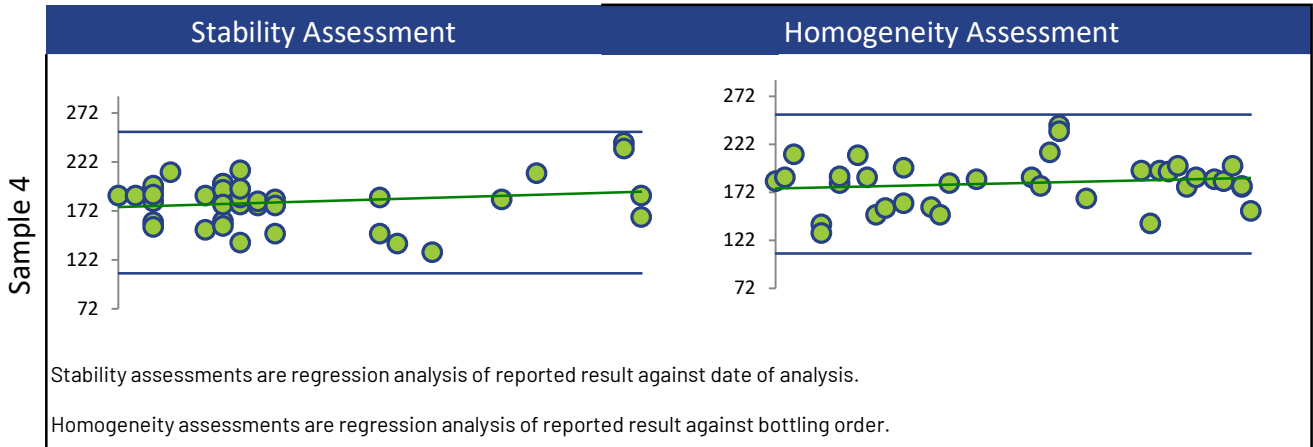 Stability Assessment
Homogeneity Assessment
Sample 4
272
222
172
122
72
272
222
172
122
72
Stability assessments are regression analysis of reported result against date of analysis.
Homogeneity assessments are regression analysis of reported result against bottling order.